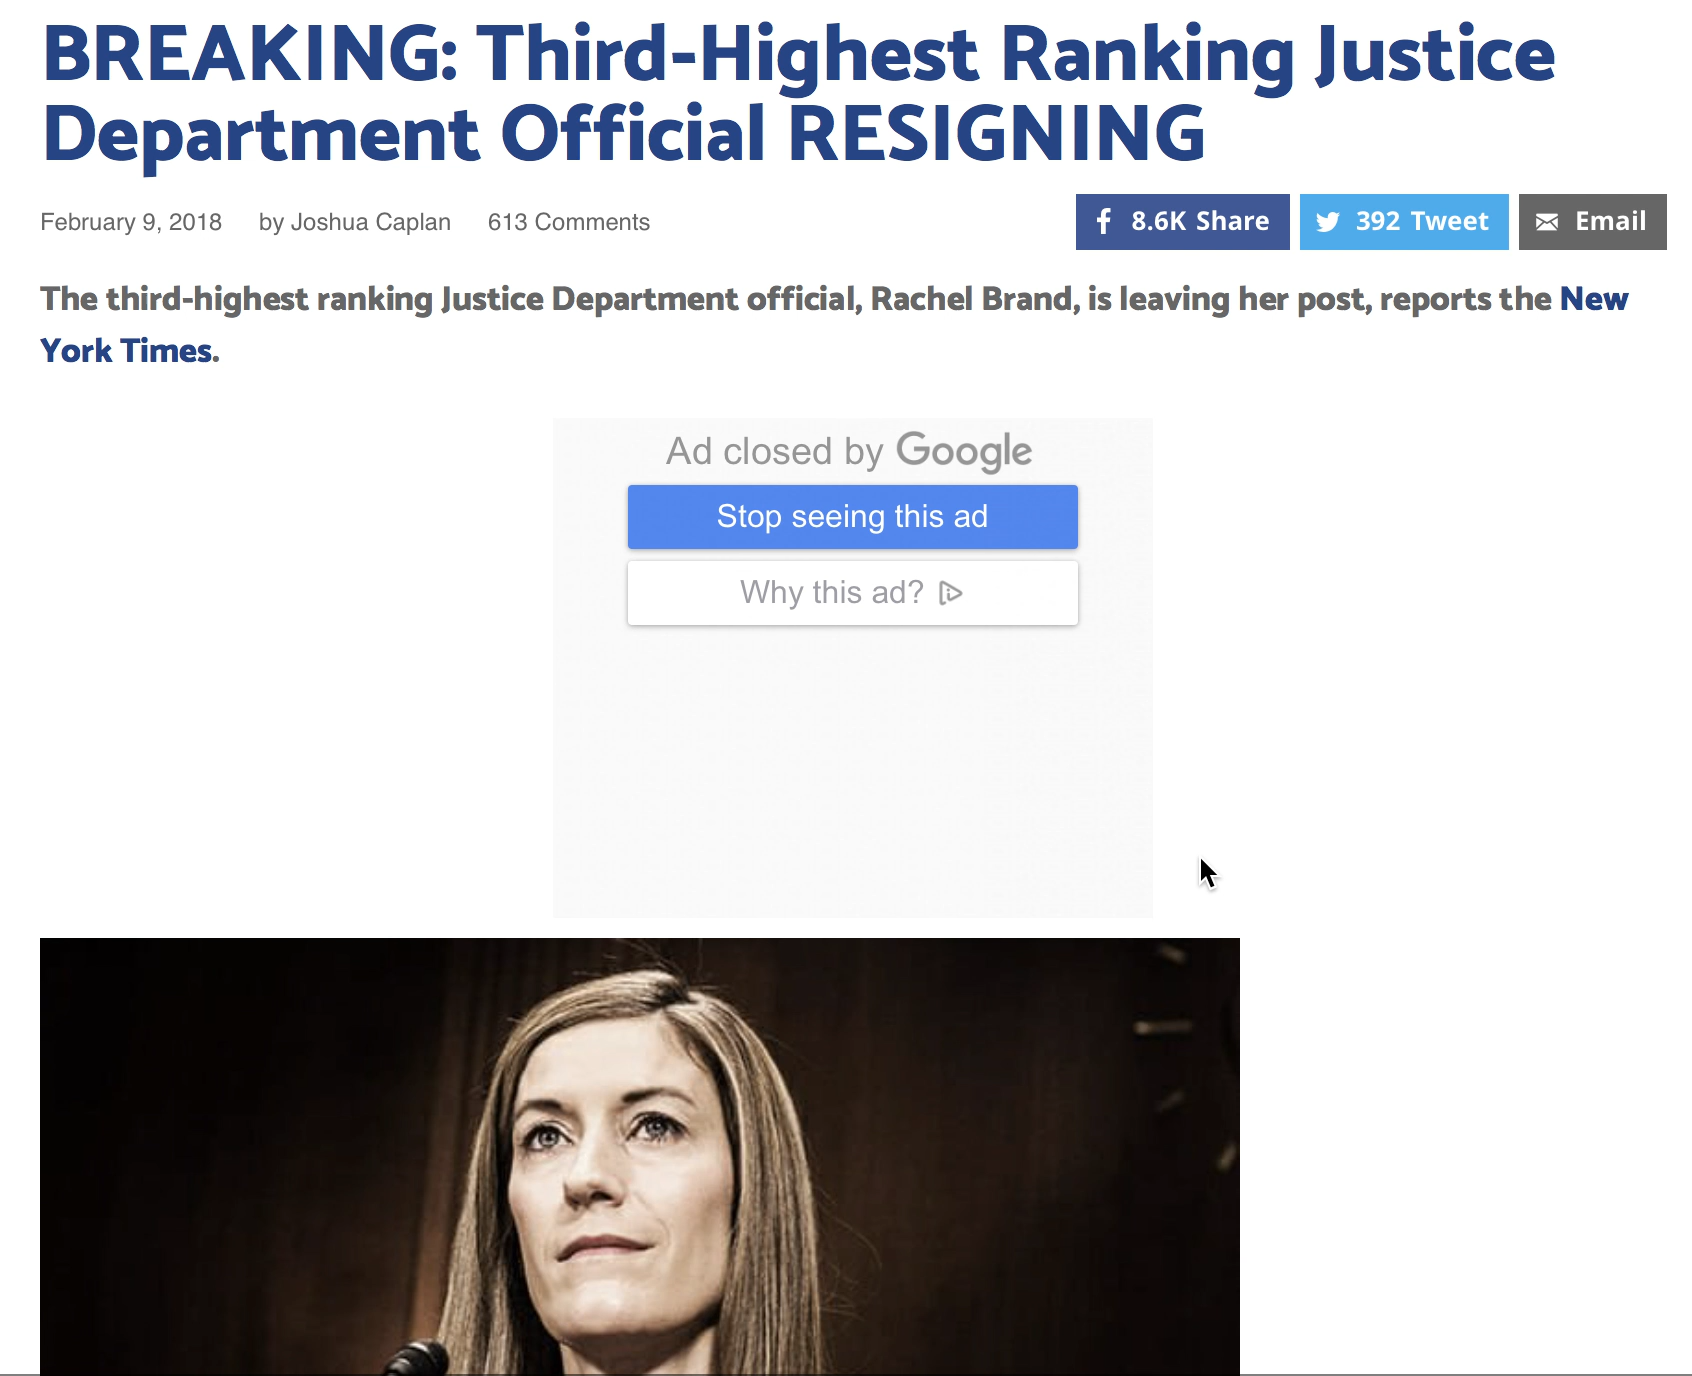 BREAKING: Third-Highest Ranking Justice
Department Official RESIGNING
February 9, 2018 by Joshua Caplan 613 Comments
8.6K Share 392 Tweet Email
The third-highest ranking Justice Department official, Rachel Brand, is leaving her post, reports the New
York Times.
Ad closed by Google
Stop seeing this ad
Why this ad?